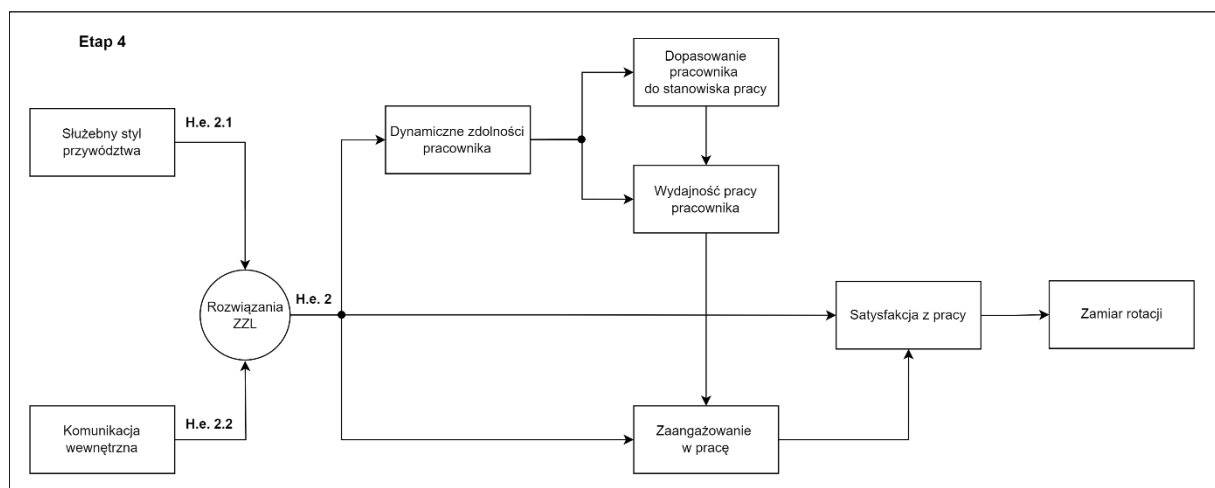 Etap 4
Służebny styl
przywództwa
H.e. 2.1
Dynamiczne zdolności
pracownika
Dopasowanie
pracownika
do stanowiska pracy
Wydajność pracy
pracownika
Rozwiązania
ZZL
H.e. 2
Satysfakcja z pracy
Zamiar rotacji
Komunikacja
wewnętrzna
H.e. 2.2
Zaangażowanie
w pracę